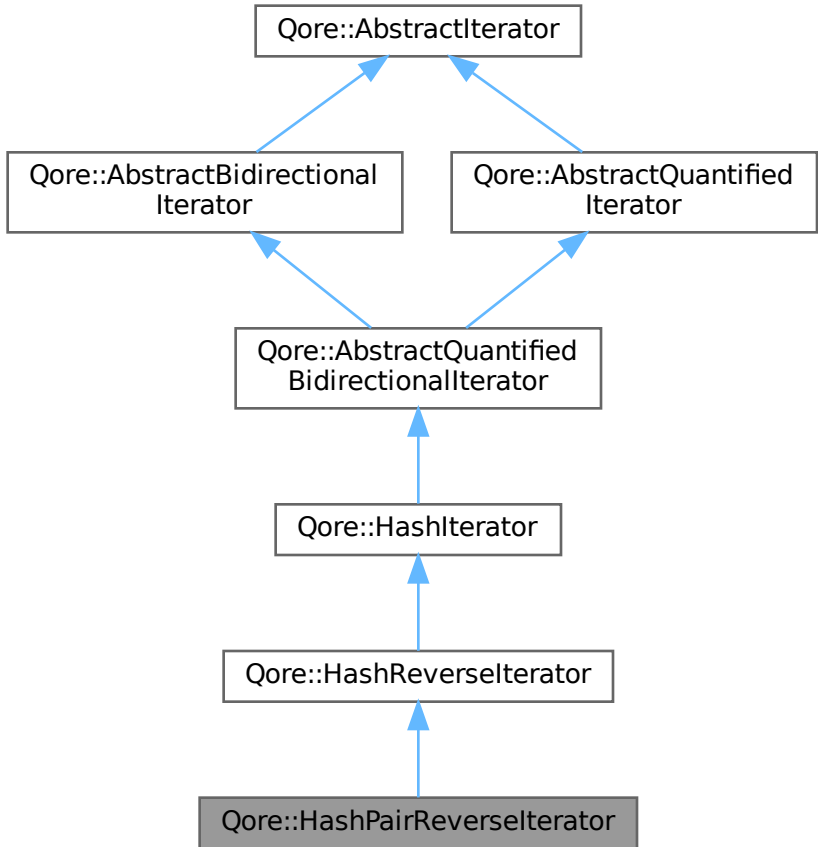 Qore::AbstractIterator
Qore::AbstractBidirectional
Iterator
Qore::AbstractQuantified
Iterator
Qore::AbstractQuantified
BidirectionalIterator
Qore::HashIterator
Qore::HashReverseIterator
Qore::HashPairReverseIterator